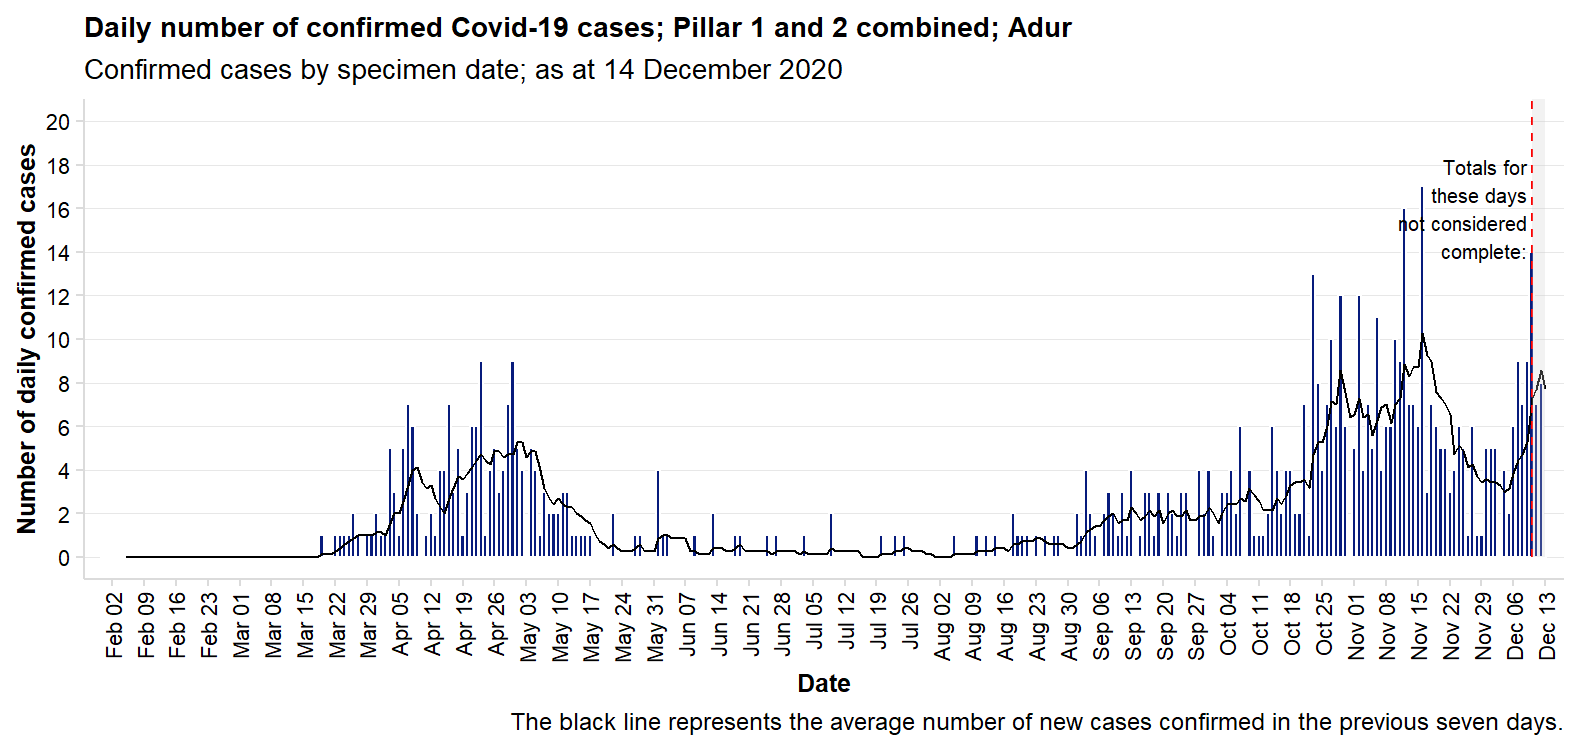 Daily number of confirmed Covid-19 cases; Pillar 1 and 2 combined; Adur
Confirmed cases by specimen date; as at 14 December 2020
Number of daily confirmed cases
20
18
16
14
12
10
8
6
4
2
0
Totals for
these days
not considered
complete:
Feb 02
Feb 09
Feb 16
Feb 23
Mar 01
Mar 08
Mar 15
Mar 22
Mar 29
Apr 05
Apr 12
Apr 19
Apr 26
May 03
May 10
May 17
May 24
May 31
Jun 07
Jun 14
Jun 21
Jun 28
Jul 05
Jul 12
Jul 19
Jul 26
Aug 02
Aug 09
Aug 16
Aug 23
Aug 30
Sep 06
Sep 13
Sep 20
Sep 27
Oct 04
Oct 11
Oct 18
Oct 25
Nov 01
Nov 08
Nov 15
Nov 22
Nov 29
Dec 06
Dec 13
Date
The black line represents the average number of new cases confirmed in the previous seven days.